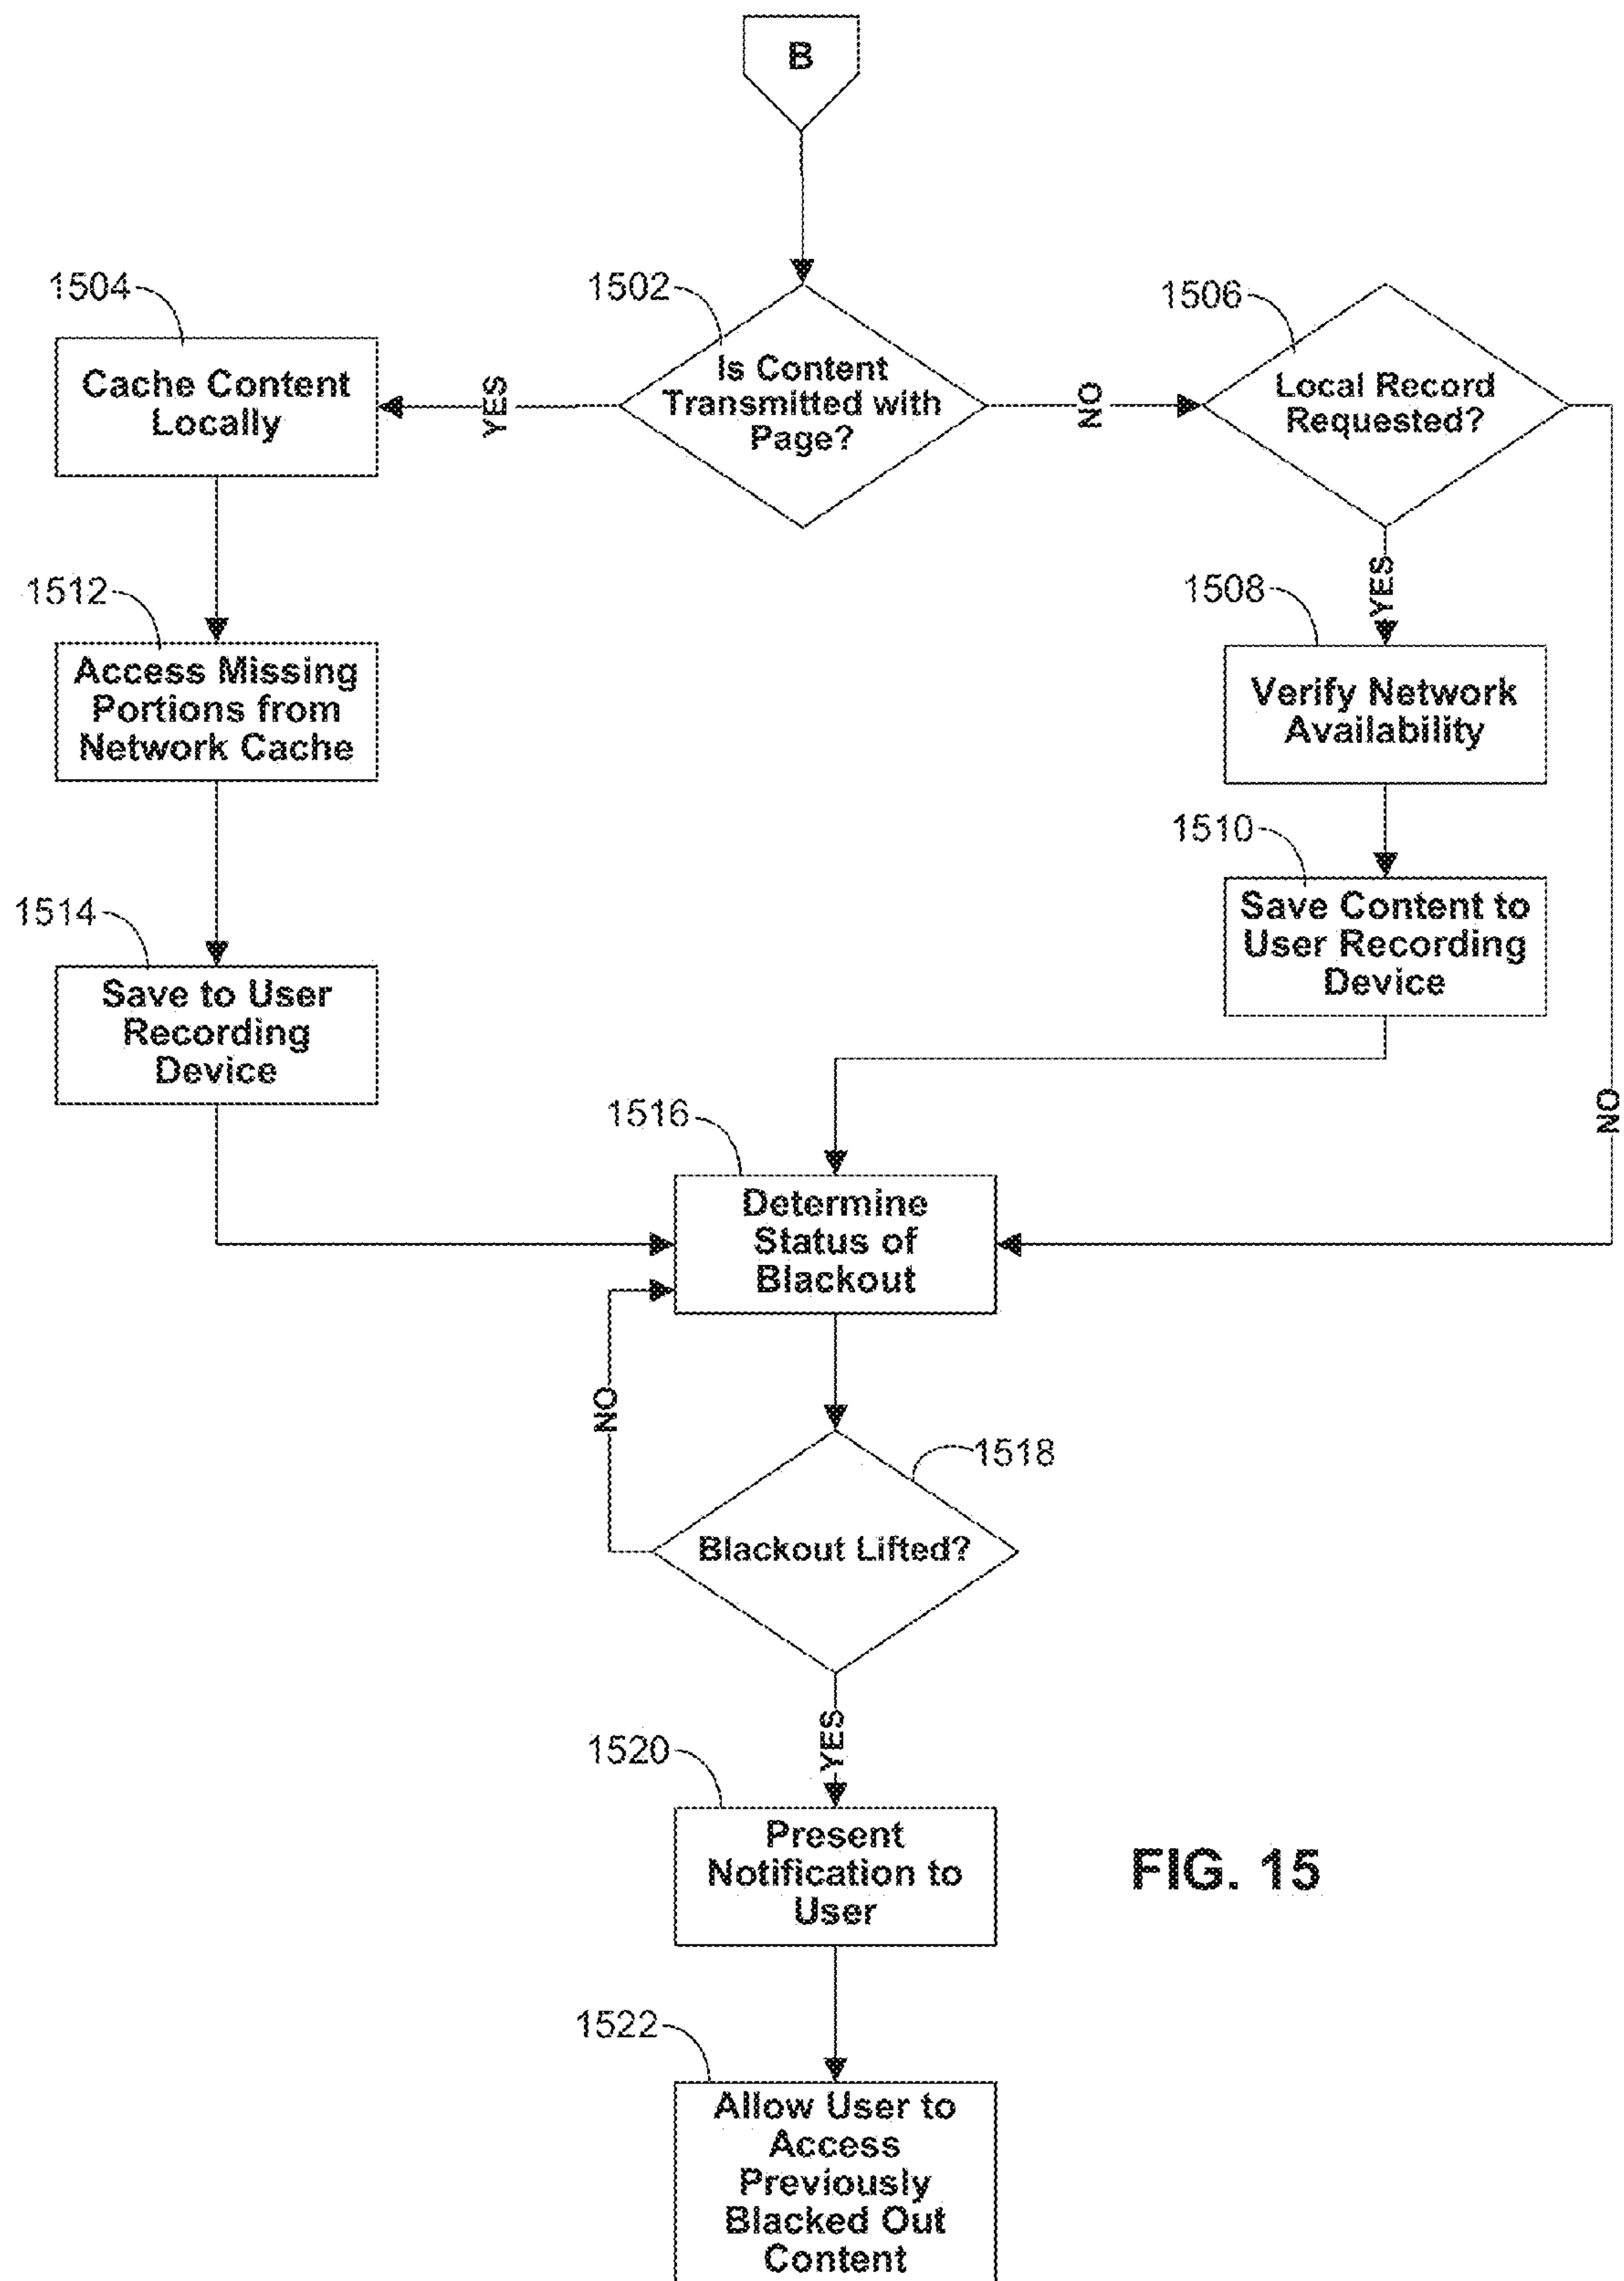 B
1502
Is Content
Transmitted with
Page?
YES
NO
1504
Cache Content
Locally
1506
Local Record
Requested?
YES
NO
1512
Access Missing
Portions from
Network Cache
1508
Verify Network
Availability
1510
Save Content to
User Recording
Device
1514
Save to User
Recording
Device
1516
Determine
Status of
Blackout
NO
1518
Blackout Lifted?
YES
1520
Present
Notification to
User
FIG. 15
1522
Allow User to
Access
Previously
Blacked Out
Content